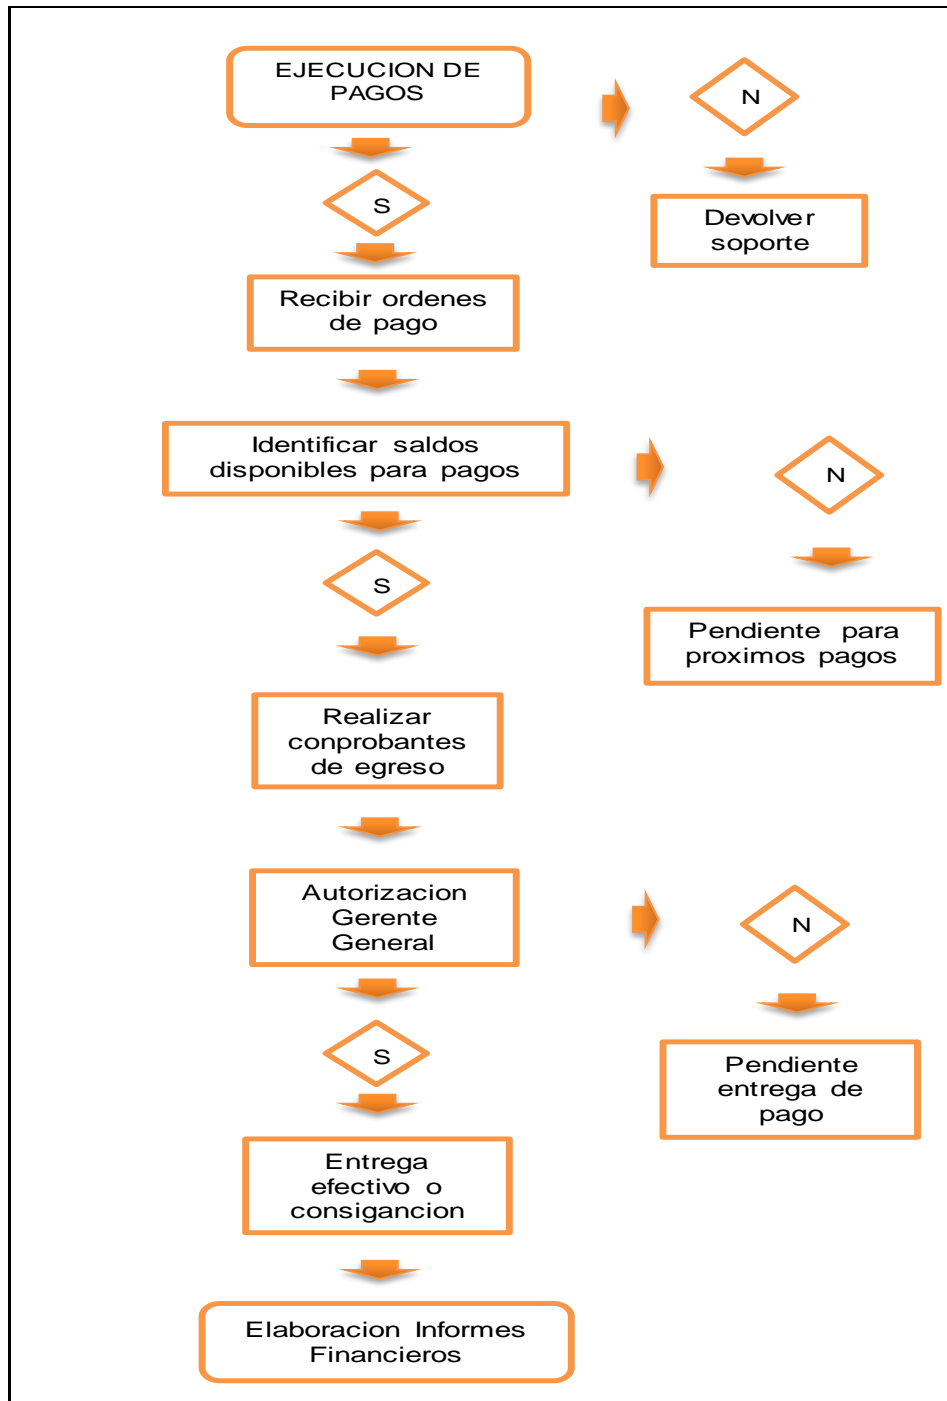 EJECUCION DE
PAGOS
N
S
Devolver
soporte
Recibir ordenes
de pago
Identificar saldos
disponibles para pagos
N
S
Pendiente para
proximos pagos
Realizar
conprobantes
de egreso
Autorizacion
Gerente
General
N
S
Pendiente
entrega de
pago
Entrega
efectivo o
consigancion
Elaboracion Informes
Financieros